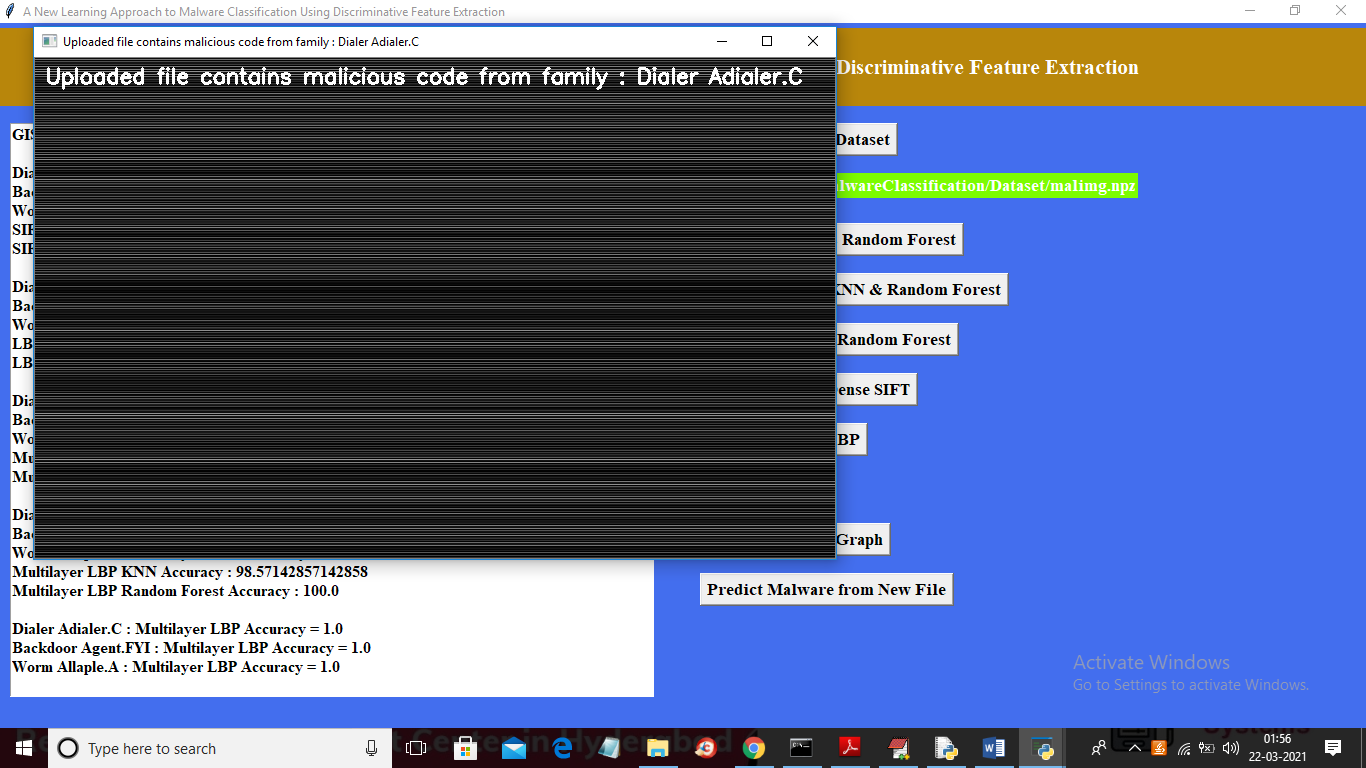 A New Learning Approach to Malware Classification Using Discriminative Feature Extraction
Uploaded file contains malicious code from family : Dialer Adialer.C
Uploaded file contains malicious code from family : Dialer Adialer.C
Discriminative Feature Extraction
Dataset
lwareClassification/Dataset/malimg.npz
Random Forest
KNN & Random Forest
Random Forest
ense SIFT
BP
Graph
Predict Malware from New File
Multilayer LBP KNN Accuracy : 98.57142857142858
Multilayer LBP Random Forest Accuracy : 100.0
Dialer Adialer.C : Multilayer LBP Accuracy = 1.0
Backdoor Agent.FYI : Multilayer LBP Accuracy = 1.0
Worm Allaple.A : Multilayer LBP Accuracy = 1.0
Activate Windows
Go to Settings to activate Windows.
Type here to search
01:56
22-03-2021